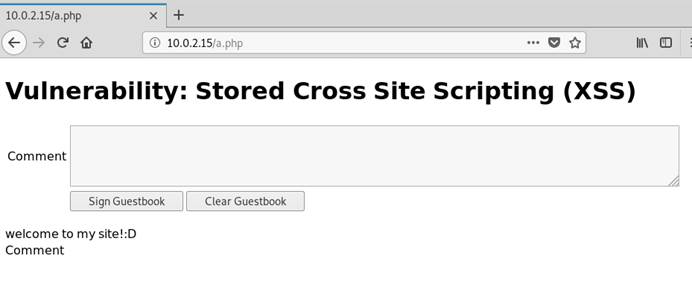 10.0.2.15/a.php
10.0.2.15/a.php
Vulnerability: Stored Cross Site Scripting (XSS)
Comment
Sign Guestbook Clear Guestbook
welcome to my site!:D
Comment